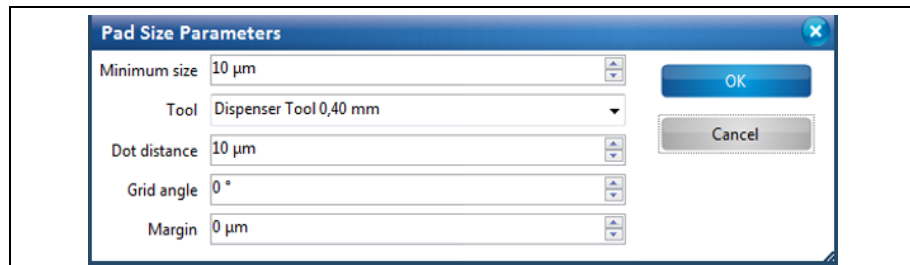 Pad Size Parameters
Minimum size 10 µm
OK
Tool Dispenser Tool 0,40 mm
Cancel
Dot distance 10 µm
Grid angle 0 °
Margin 0 µm